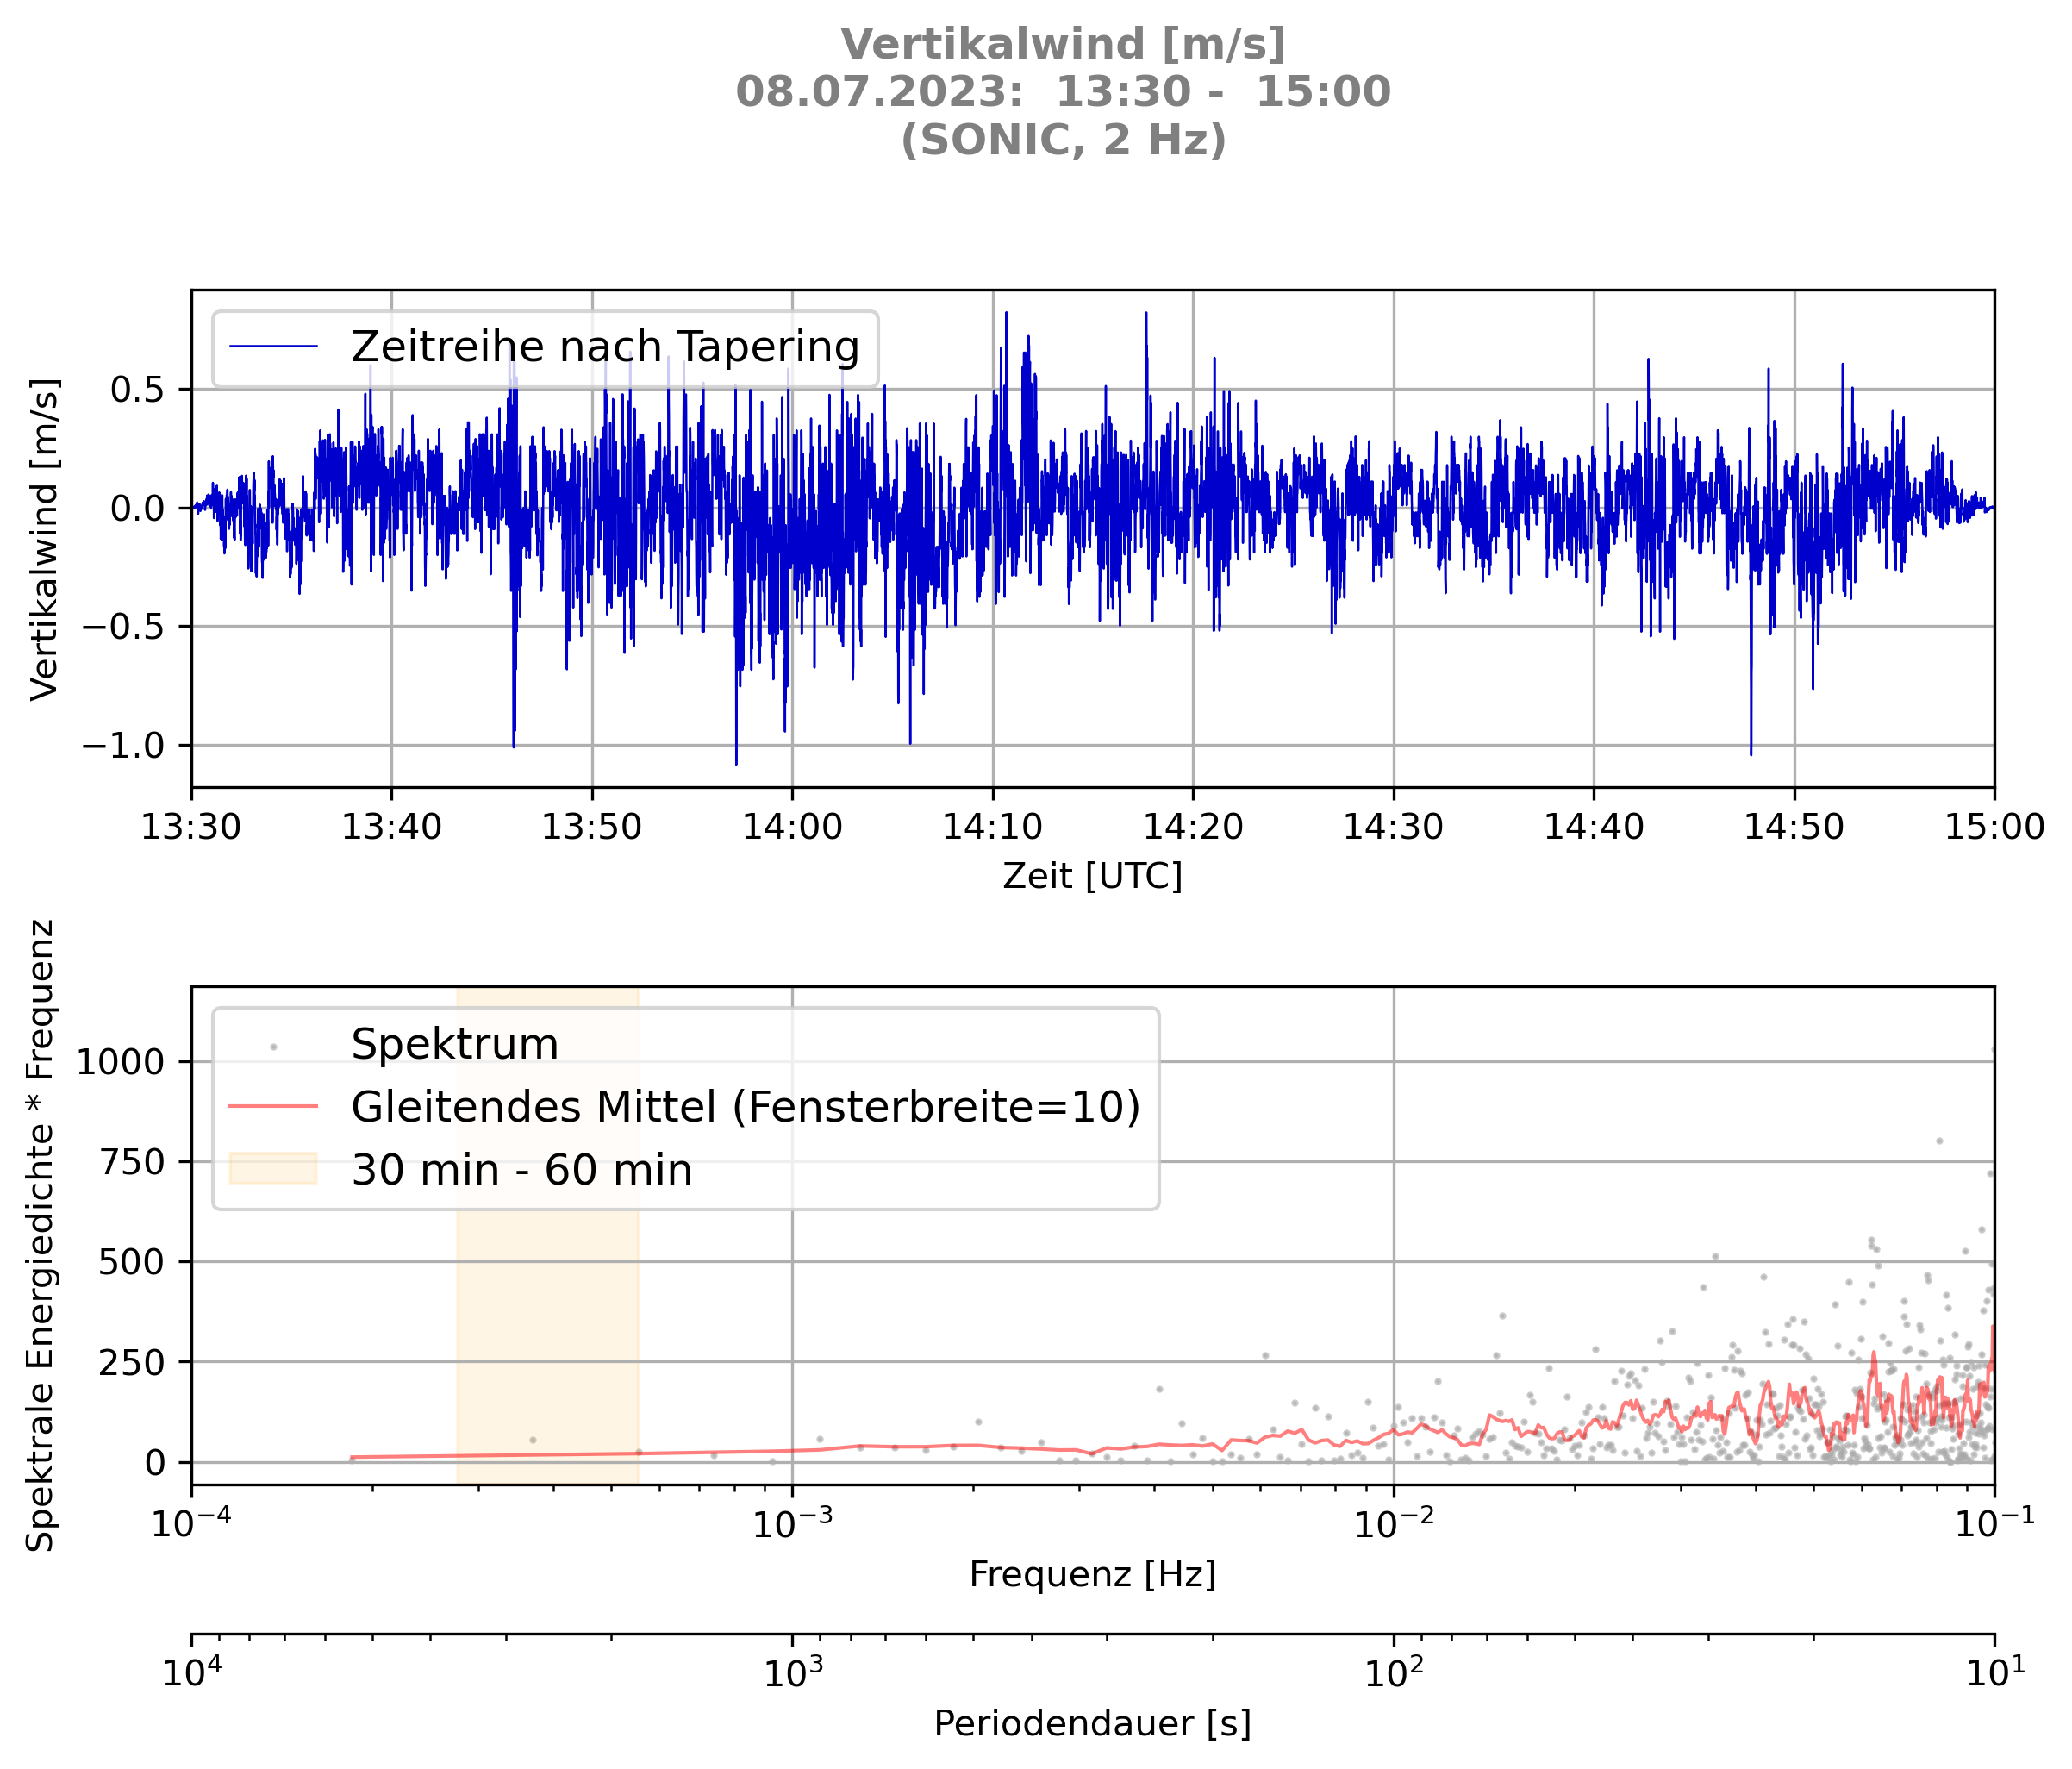 Vertikalwind [m/s]
08.07.2023:  13:30 -  15:00
(SONIC, 2 Hz)
Zeitreihe nach Tapering
Vertikalwind [m/s]
0.5
0.0
−0.5
−1.0
13:30 13:40 13:50 14:00 14:10 14:20 14:30 14:40 14:50 15:00
Zeit [UTC]
Spektrum
Gleitendes Mittel (Fensterbreite=10)
30 min - 60 min
Spektrale Energiedichte * Frequenz
1000
750
500
250
0
10⁻⁴ 10⁻³ 10⁻² 10⁻¹
Frequenz [Hz]
10⁴ 10³ 10² 10¹
Periodendauer [s]